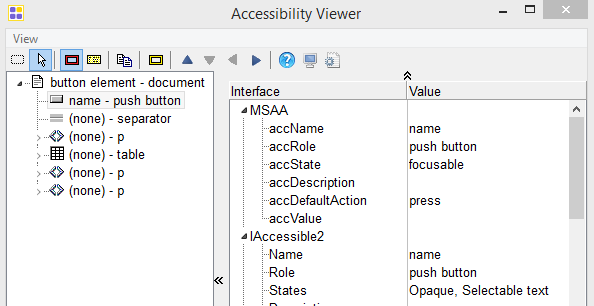 Accessibility Viewer
View
button element - document
name - push button
(none) - separator
(none) - p
(none) - table
(none) - p
(none) - p
Interface Value
MSAA
accName name
accRole push button
accState focusable
accDescription
accDefaultAction press
accValue
IAccessible2
Name name
Role push button
States Opaque, Selectable text